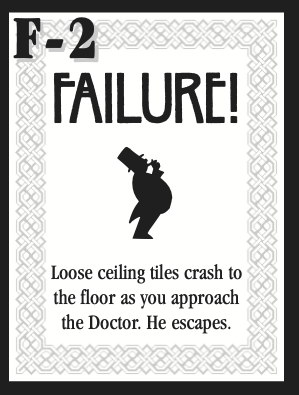 F-2
FAILURE!
Loose ceiling tiles crash to
the floor as you approach
the Doctor. He escapes.